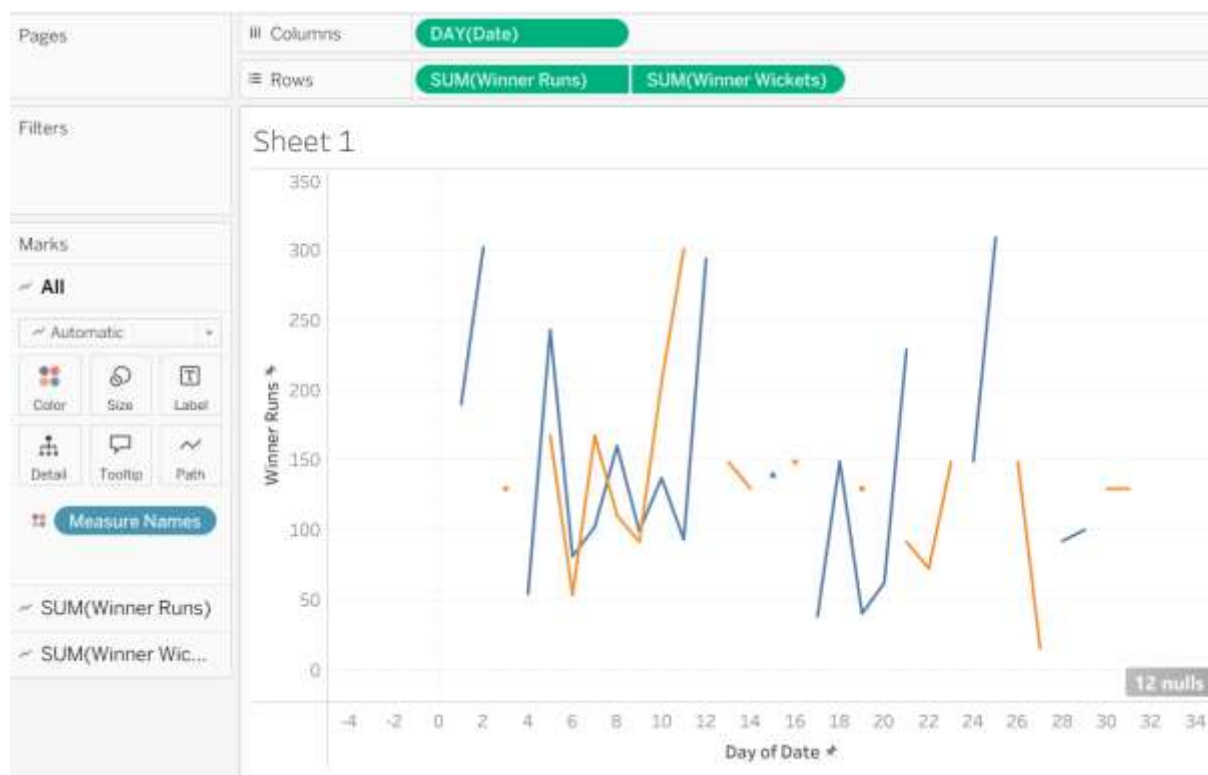 Pages
Filters
Marks
All
Automatic
Color
Size
Label
Detail
Tooltip
Path
Measure Names
SUM(Winner Runs)
SUM(Winner Wic...
Columns
DAY(Date)
Rows
SUM(Winner Runs) SUM(Winner Wickets)
Sheet 1
Winner Runs
350
300
250
200
150
100
50
0
12 nulls
-4 -2 0 2 4 6 8 10 12 14 16 18 20 22 24 26 28 30 32 34
Day of Date